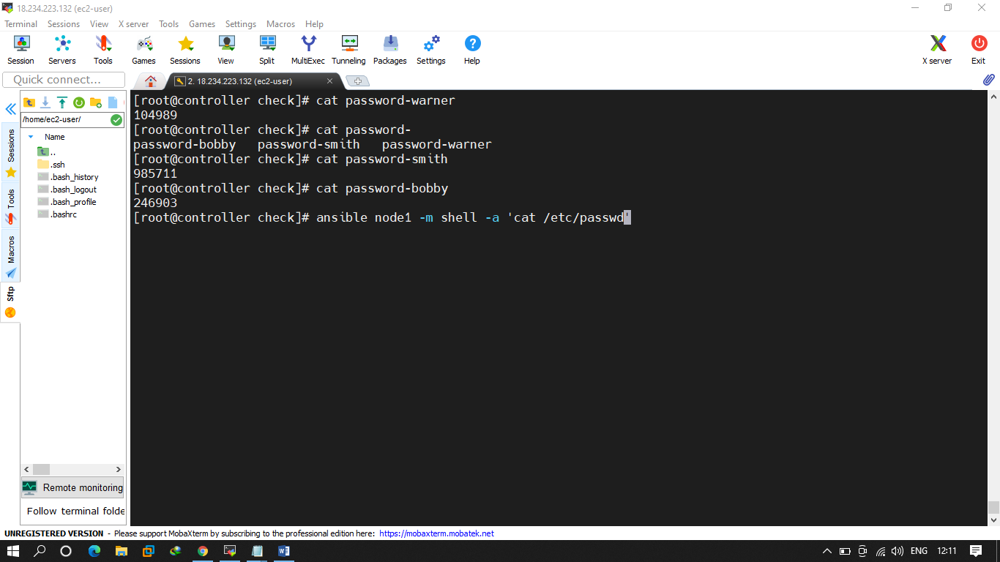 18.234.223.132 (ec2-user)
Terminal Sessions View X server Tools Games Settings Macros Help
Session Servers Tools Games Sessions View Split MultiExec Tunneling Packages Settings Help X server Exit
Quick connect...
2. 18.234.223.132 (ec2-user)
/home/ec2-user/
Name
..
.ssh
.bash_history
.bash_logout
.bash_profile
.bashrc
Sessions
Tools
Macros
Sftp
Remote monitoring
Follow terminal folde
[root@controller check]# cat password-warner
104989
[root@controller check]# cat password-
password-bobby password-smith password-warner
[root@controller check]# cat password-smith
985711
[root@controller check]# cat password-bobby
246903
[root@controller check]# ansible node1 -m shell -a 'cat /etc/passwd'
UNREGISTERED VERSION - Please support MobaXterm by subscribing to the professional edition here: https://mobaxterm.mobatek.net
ENG 12:11